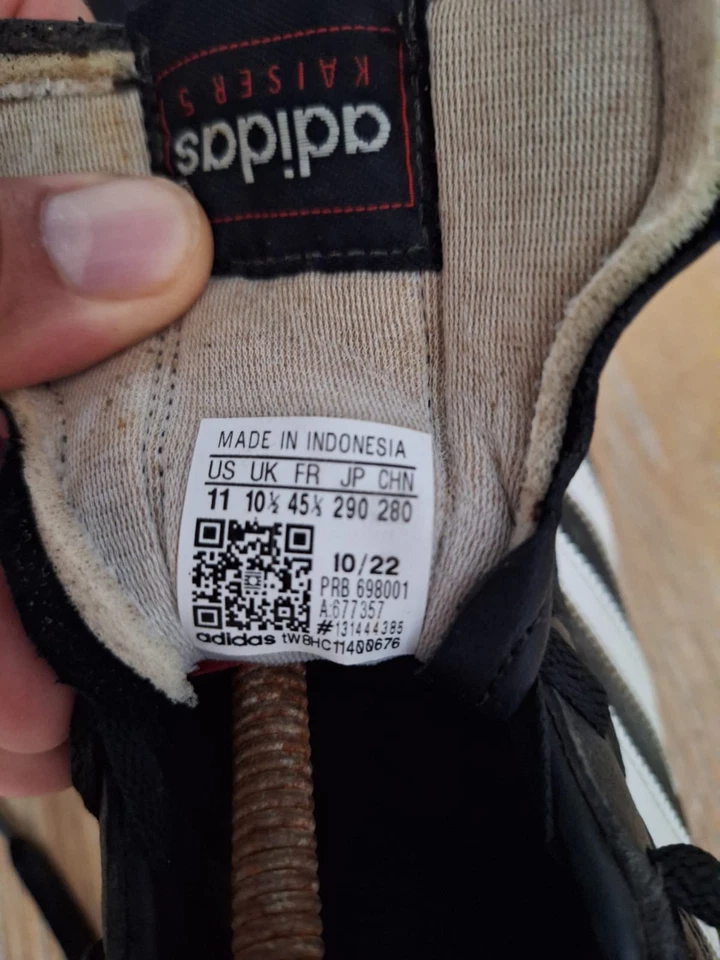 adidas
KAISER 5
MADE IN INDONESIA
US UK FR JP CHN
11 10½ 45⅓ 290 280
10/22
PRB 698001
A:677357
#131444385
adidas tW8HC11400676